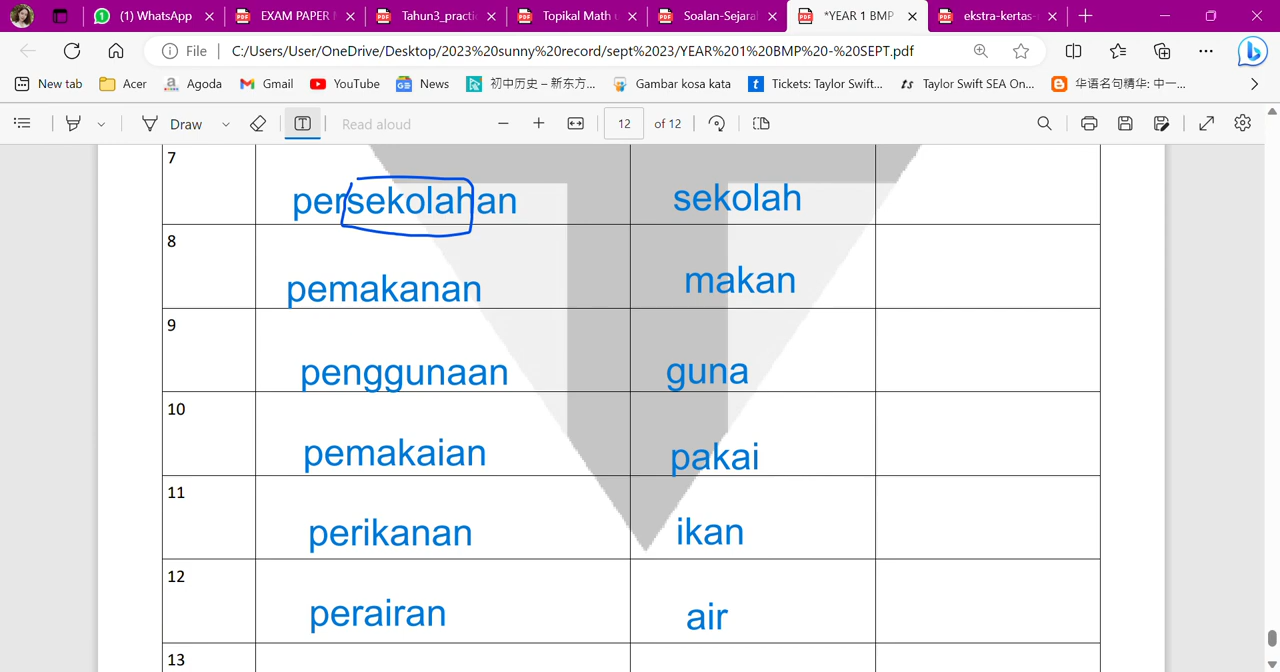 (1) WhatsApp
EXAM PAPER M
Tahun3_practi
Topikal Math u
Soalan-Sejaral
*YEAR 1 BMP
ekstra-kertas-
File
C:/Users/User/OneDrive/Desktop/2023%20sunny%20record/sept%2023/YEAR%201%20BMP%20-%20SEPT.pdf
New tab
Acer
Agoda
Gmail
YouTube
News
初中历史 – 新东方...
Gambar kosa kata
Tickets: Taylor Swift...
Taylor Swift SEA On...
华语名句精华: 中一...
Draw
Read aloud
12 of 12
7 persekolahan sekolah
8 pemakanan makan
9 penggunaan guna
10 pemakaian pakai
11 perikanan ikan
12 perairan air
13